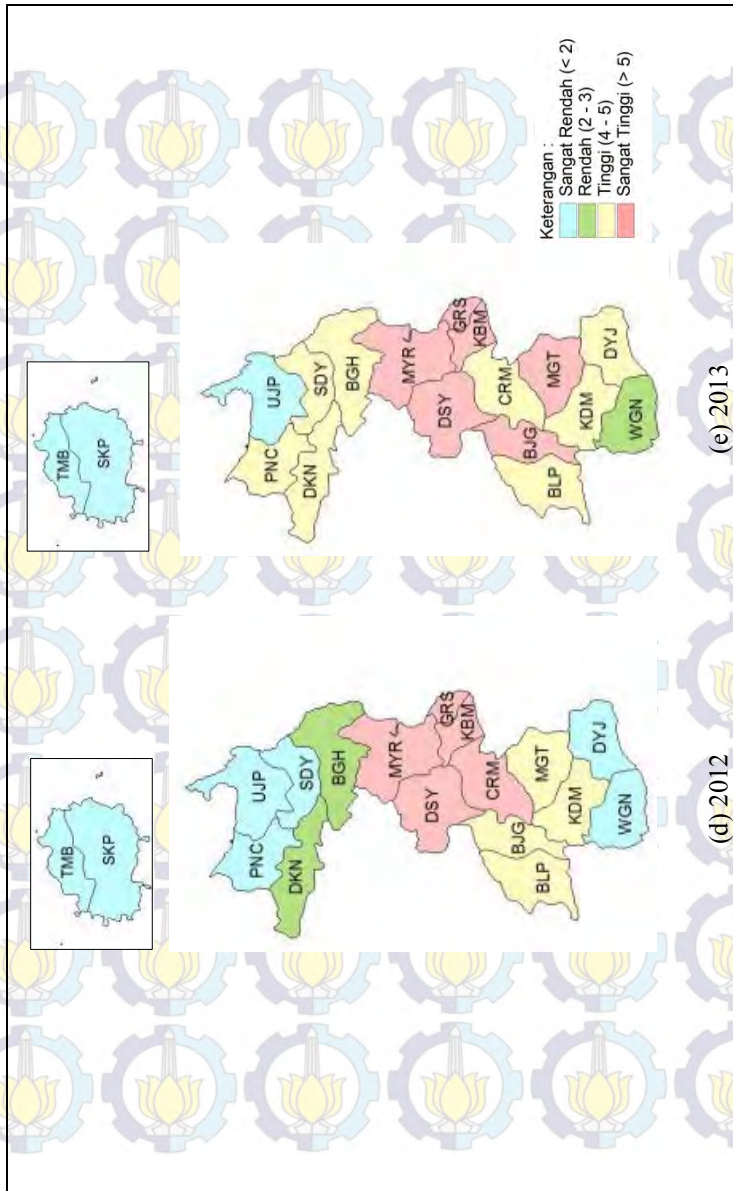 TMB
SKP
UJP
PNC
SDY
DKN
BGH
MYR
GRS
KBM
DSY
CRM
MGT
BJG
BLP
KDM
DYJ
WGN
(d) 2012
TMB
SKP
UJP
PNC
SDY
DKN
BGH
MYR
GRS
KBM
DSY
CRM
MGT
BJG
BLP
KDM
DYJ
WGN
(e) 2013
Keterangan :
Sangat Rendah (< 2)
Rendah (2 - 3)
Tinggi (4 - 5)
Sangat Tinggi (> 5)